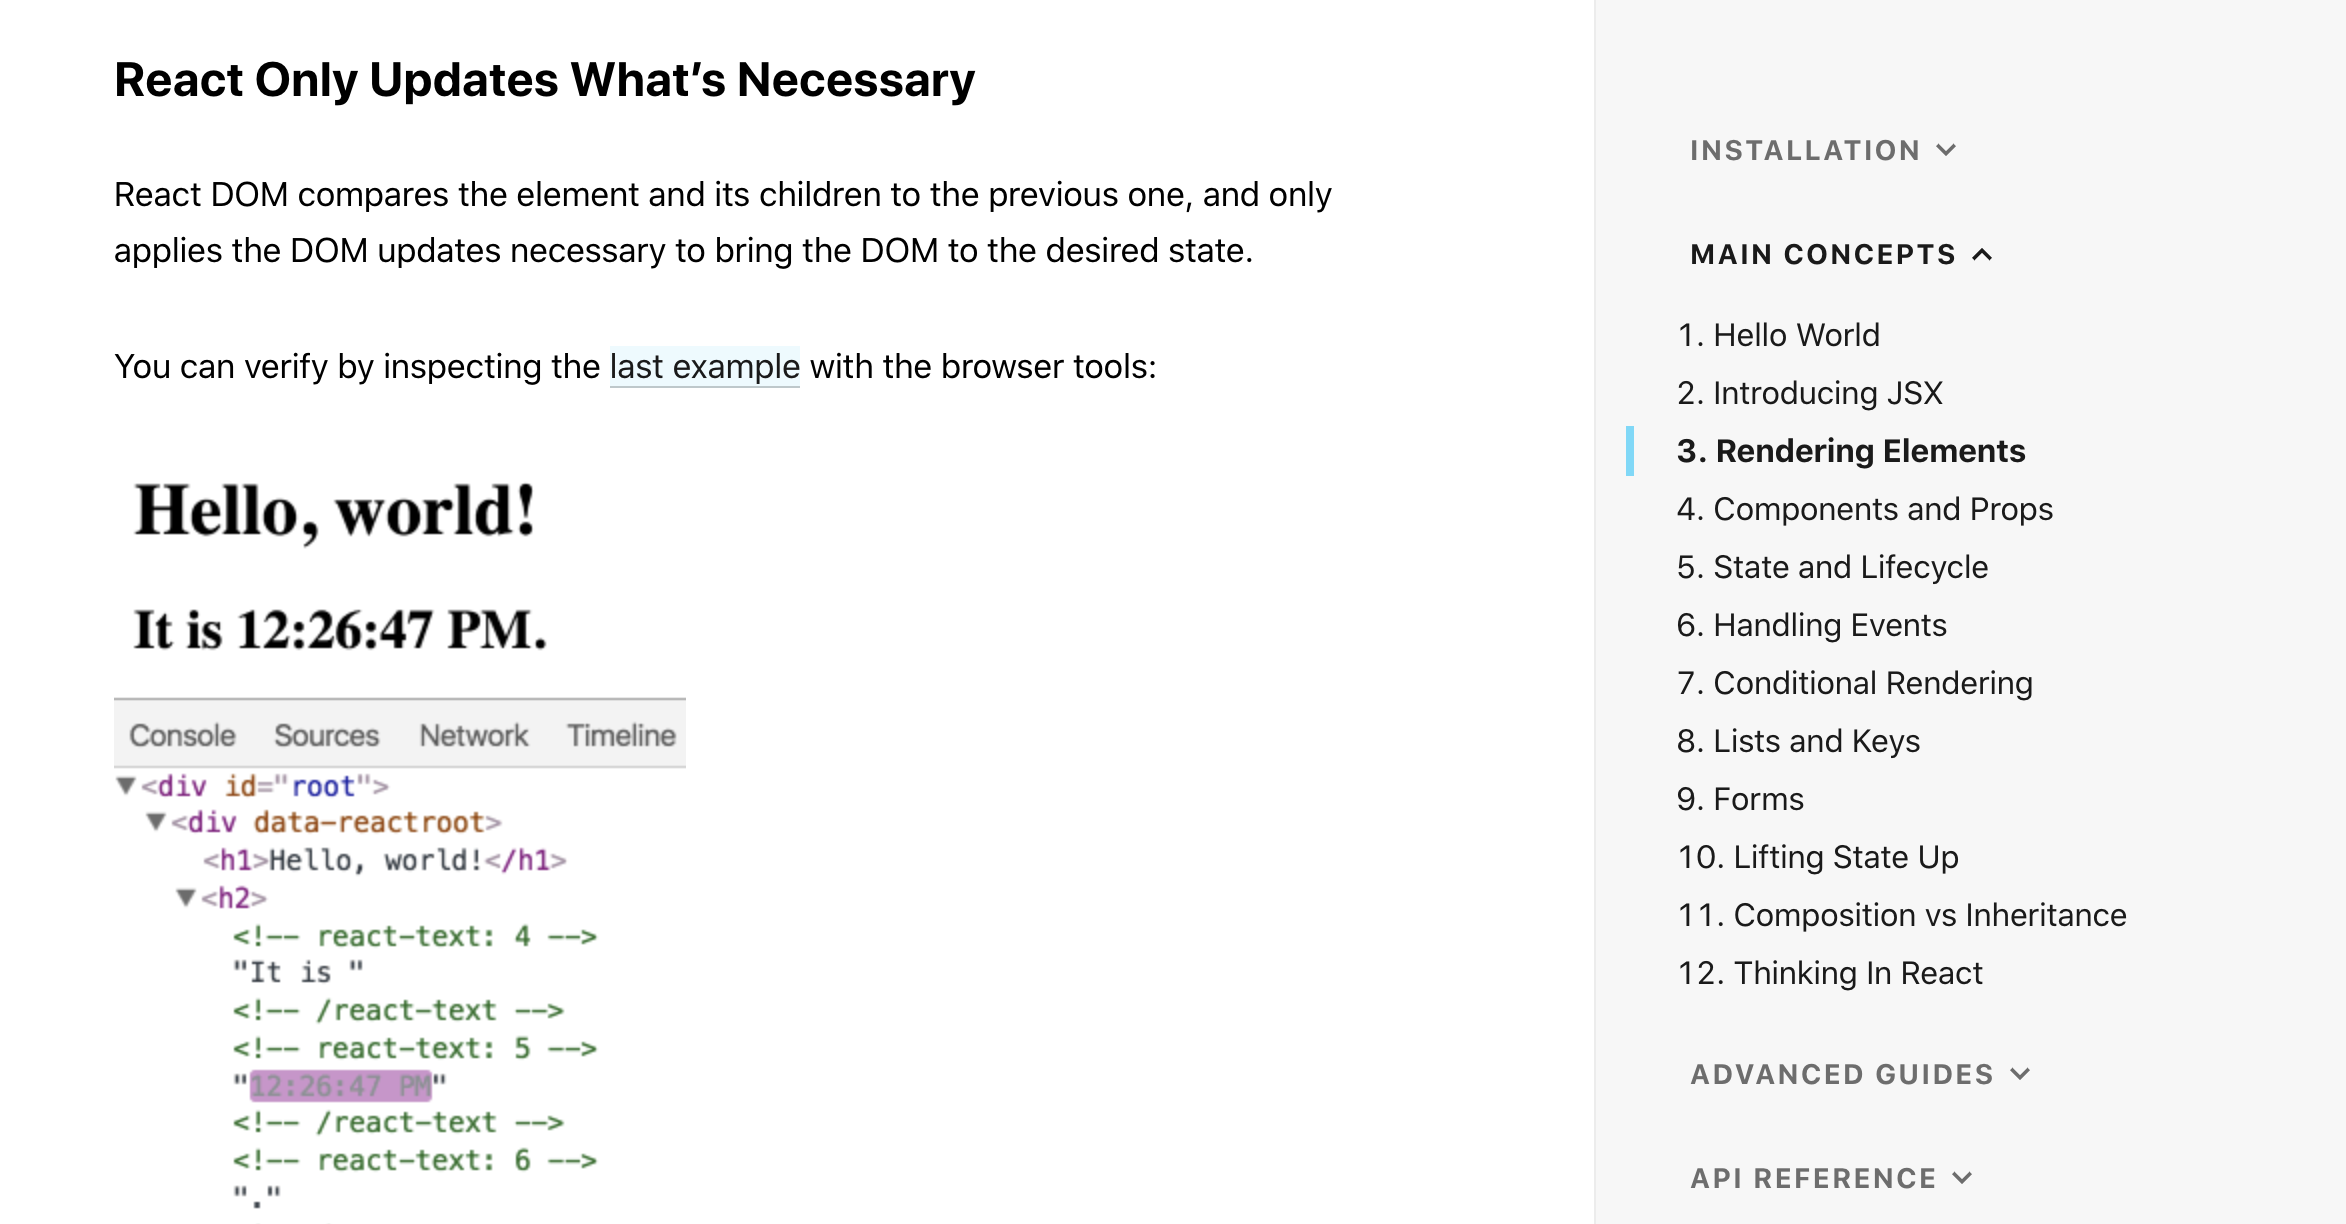 React Only Updates What’s Necessary
React DOM compares the element and its children to the previous one, and only
applies the DOM updates necessary to bring the DOM to the desired state.
You can verify by inspecting the last example with the browser tools:
Hello, world!
It is 12:26:47 PM.
Console Sources Network Timeline
<div id="root">
<div data-reactroot>
<h1>Hello, world!</h1>
<h2>
<!-- react-text: 4 -->
"It is "
<!-- /react-text -->
<!-- react-text: 5 -->
"12:26:47 PM"
<!-- /react-text -->
<!-- react-text: 6 -->
"."
INSTALLATION
MAIN CONCEPTS
1. Hello World
2. Introducing JSX
3. Rendering Elements
4. Components and Props
5. State and Lifecycle
6. Handling Events
7. Conditional Rendering
8. Lists and Keys
9. Forms
10. Lifting State Up
11. Composition vs Inheritance
12. Thinking In React
ADVANCED GUIDES
API REFERENCE